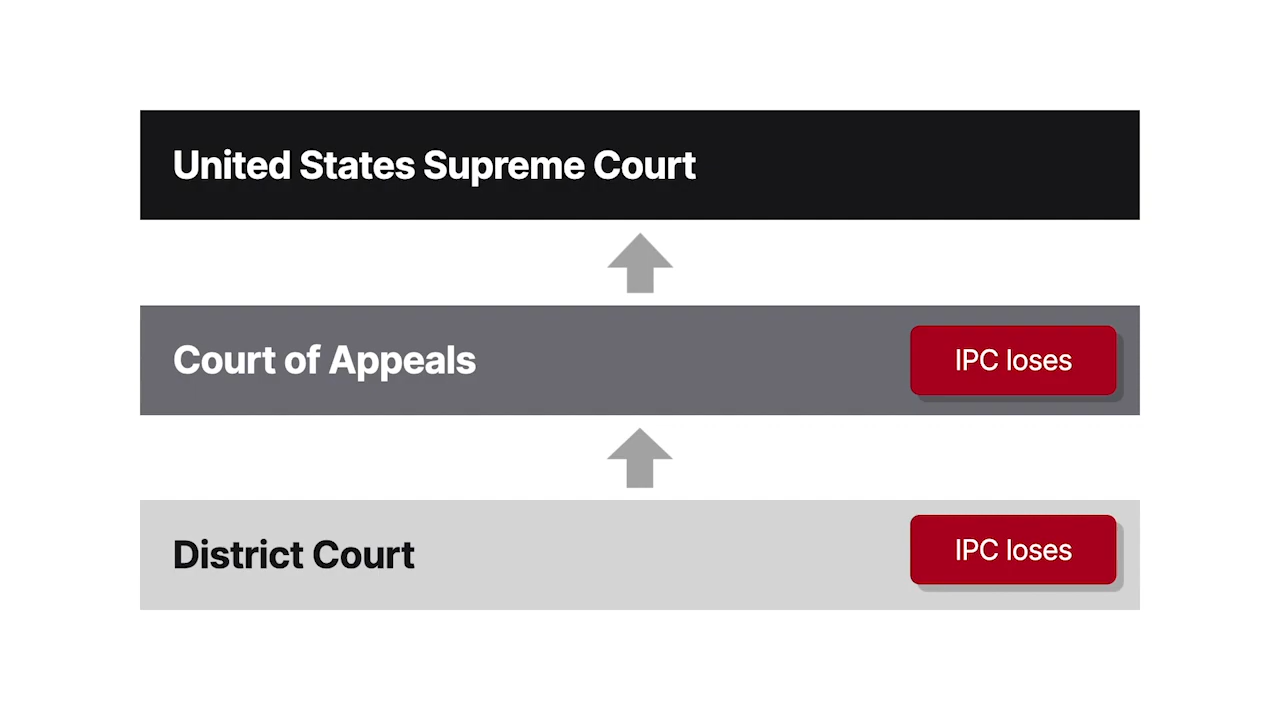 United States Supreme Court
Court of Appeals
IPC loses
District Court
IPC loses